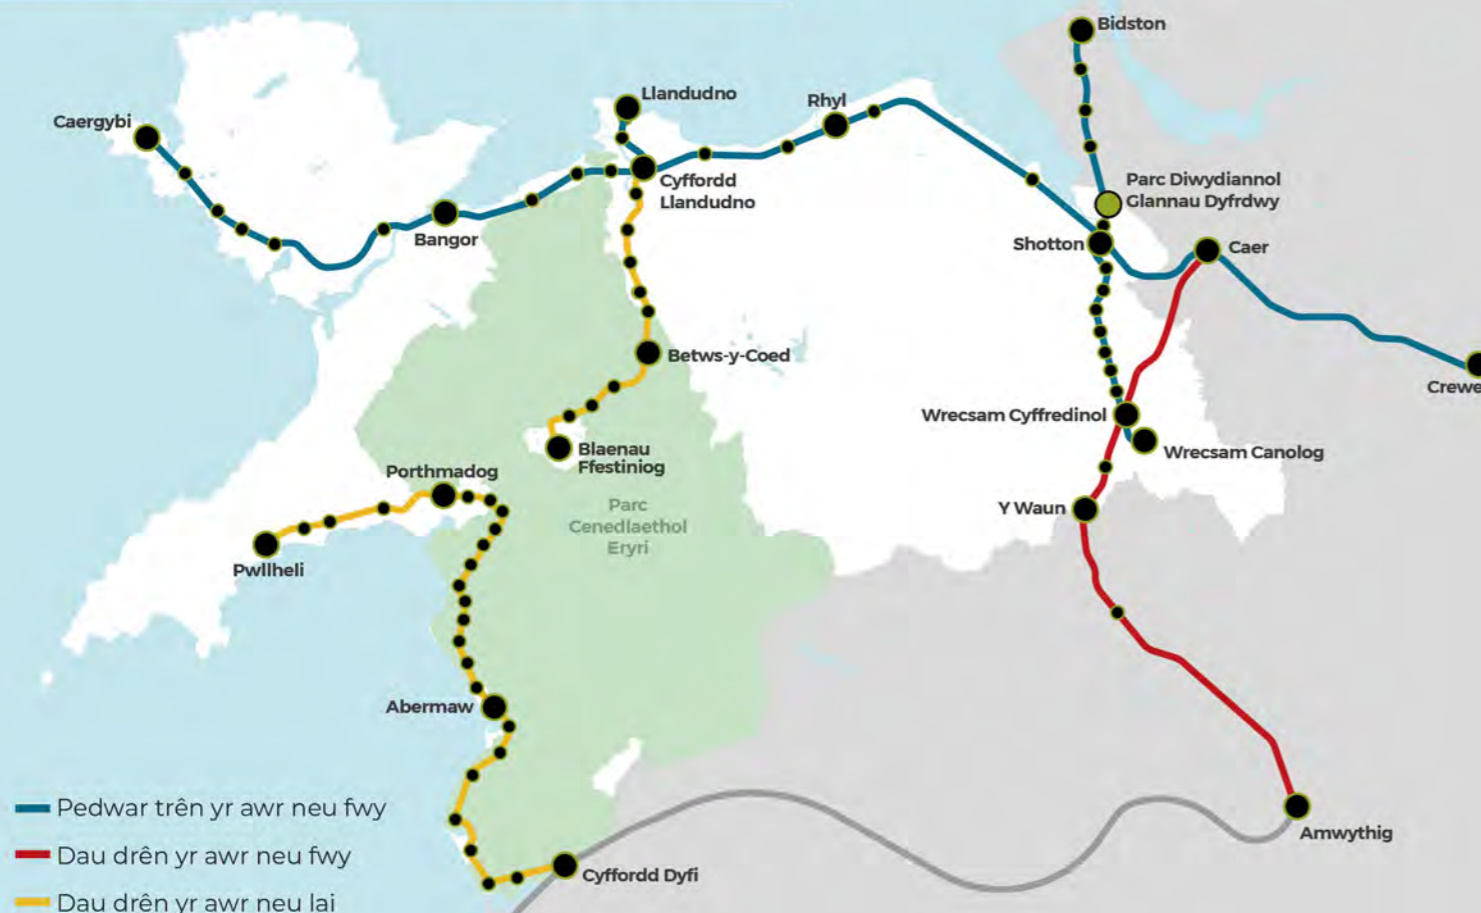 Bidston
Llandudno
Caergybi
Rhyl
Parc Diwydiannol
Glannau Dyfrdwy
Cyffordd
Llandudno
Bangor
Shotton
Caer
Betws-y-Coed
Crewe
Wrecsam Cyffredinol
Blaenau
Ffestiniog
Wrecsam Canolog
Porthmadog
Parc
Cenedlaethol
Eryri
Y Waun
Pwllheli
Abermaw
Pedwar trên yr awr neu fwy
Amwythig
Dau drên yr awr neu fwy
Cyffordd Dyfi
Dau drên yr awr neu lai